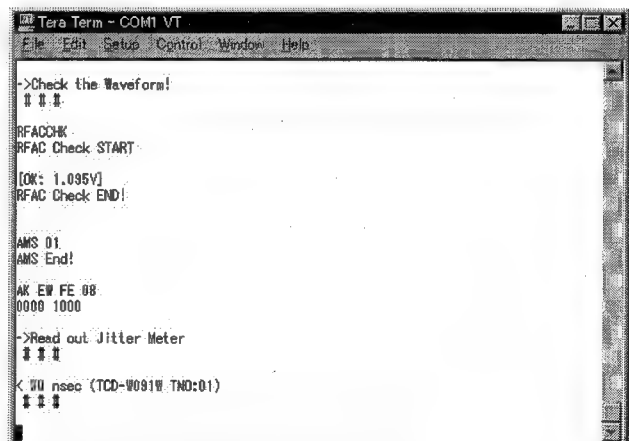 Tera Term - COM1 VT
File Edit Setup Control Window Help
->Check the Waveform!
# # #
RFACCHK
RFAC Check START
[OK: 1.095V]
RFAC Check END!
AMS 01
AMS End!
AK EW FE 08
0000 1000
->Read out Jitter Meter
# # #
nsec (TCD-W091W TNO:01)
# # #